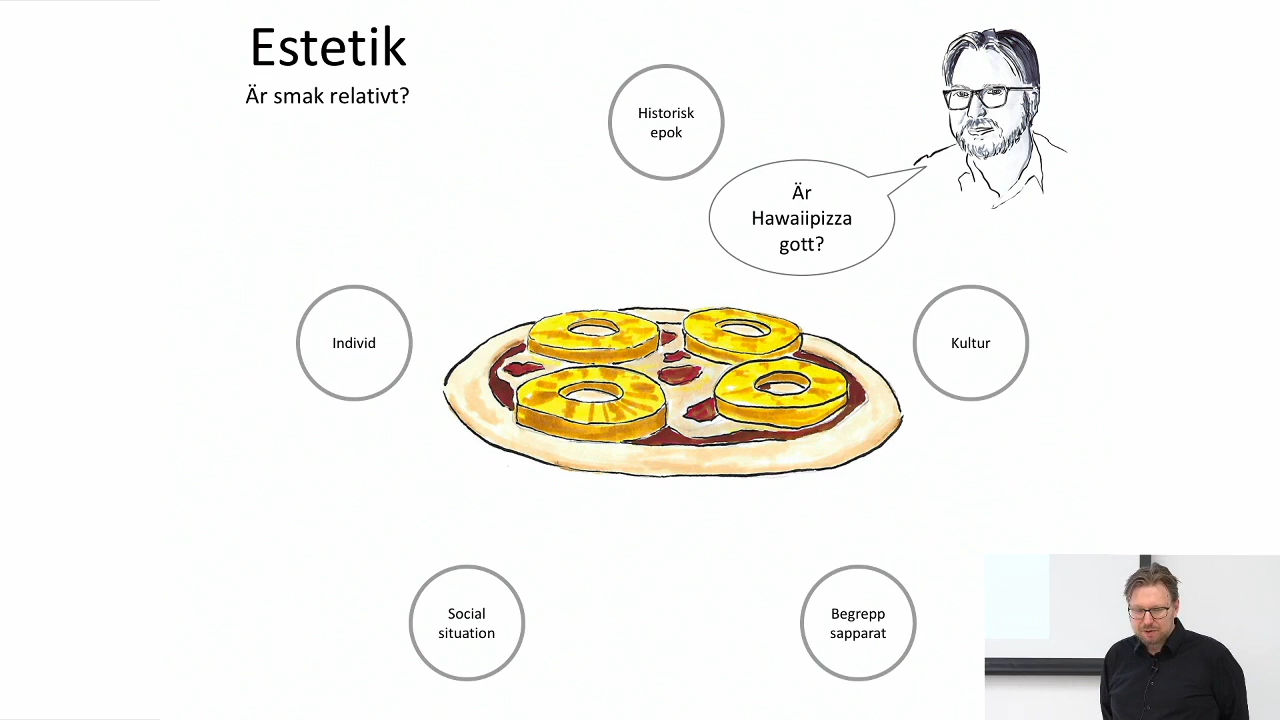 Estetik
Är smak relativt?
Historisk
epok
Är
Hawaiipizza
gott?
Individ
Kultur
Social
situation
Begrepp
sapparat